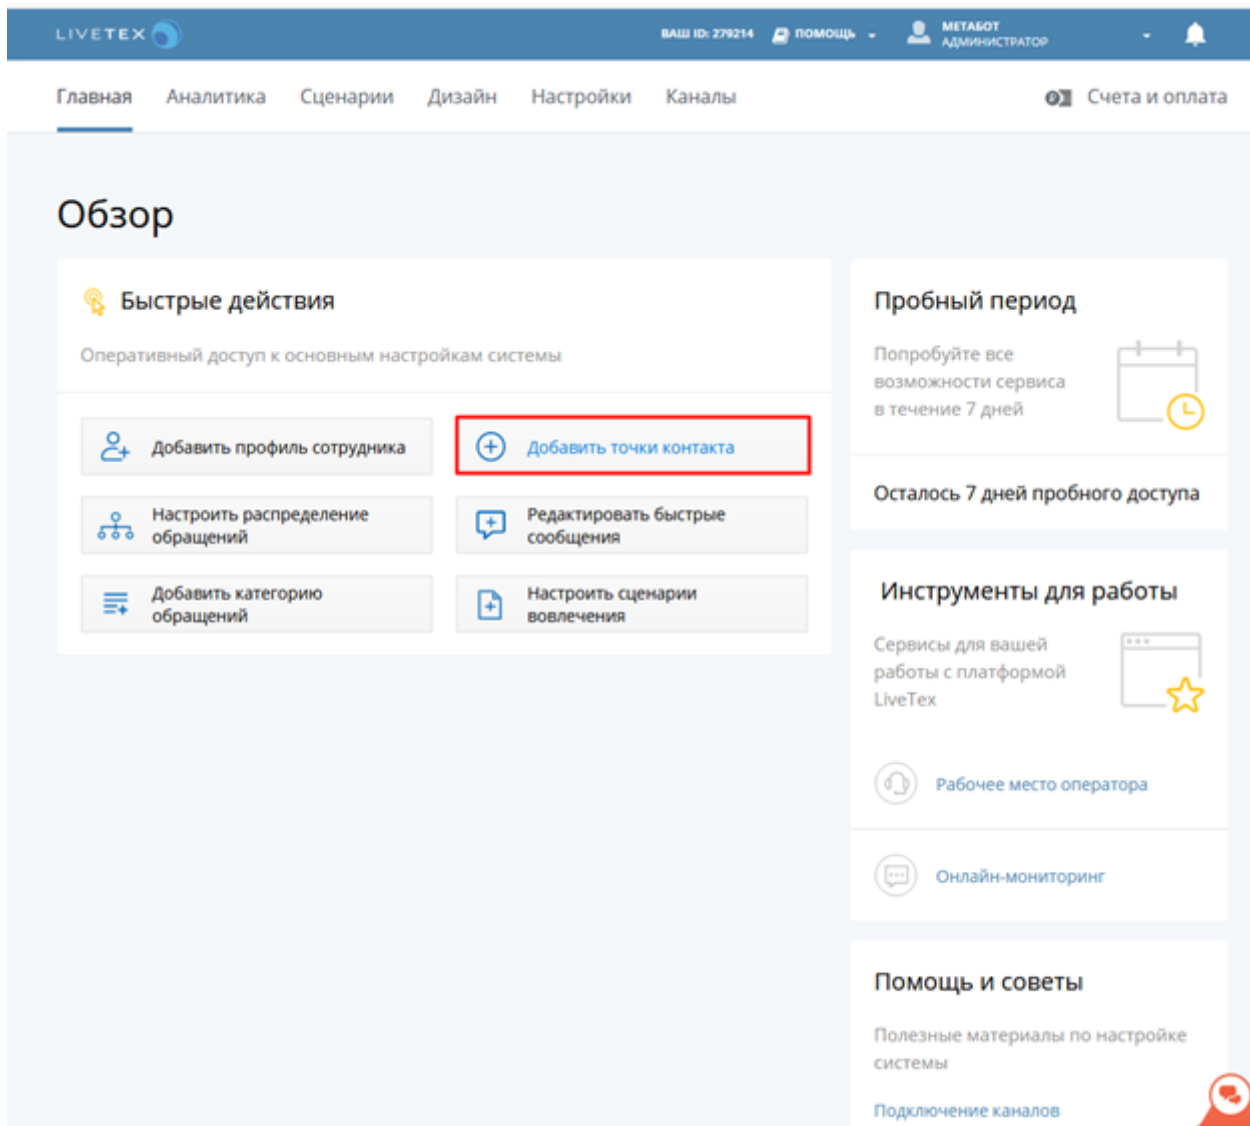 LIVETEX
ВАШ ID: 279214
ПОМОЩЬ
МЕТАБОТ
АДМИНИСТРАТОР
Главная
Аналитика
Сценарии
Дизайн
Настройки
Каналы
Счета и оплата
Обзор
Быстрые действия
Оперативный доступ к основным настройкам системы
Добавить профиль сотрудника
Добавить точки контакта
Настроить распределение
обращений
Редактировать быстрые
сообщения
Добавить категорию
обращений
Настроить сценарии
вовлечения
Пробный период
Попробуйте все
возможности сервиса
в течение 7 дней
Осталось 7 дней пробного доступа
Инструменты для работы
Сервисы для вашей
работы с платформой
LiveTex
Рабочее место оператора
Онлайн-мониторинг
Помощь и советы
Полезные материалы по настройке
системы
Подключение каналов